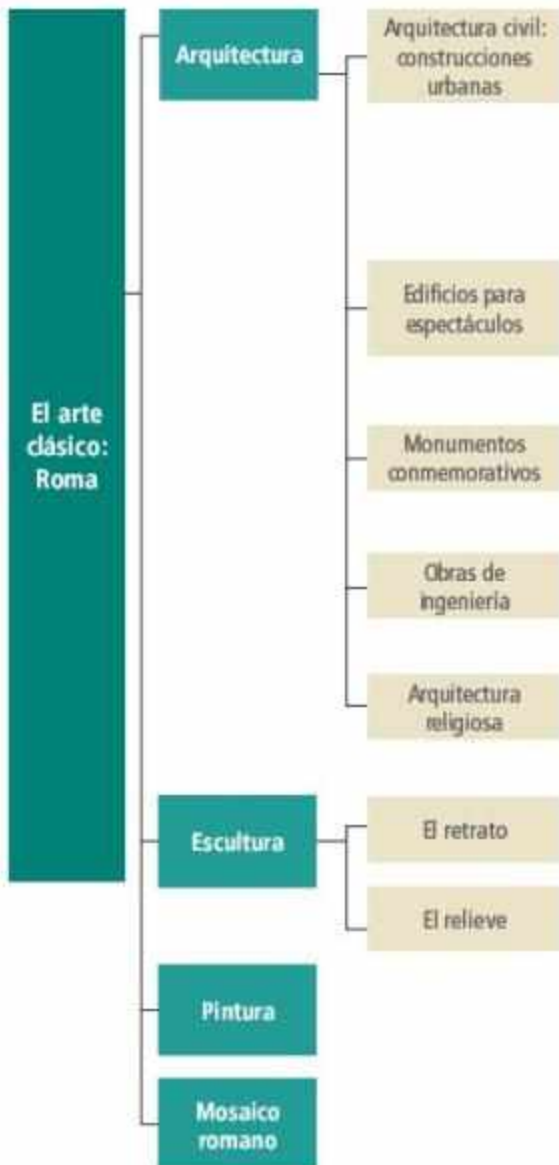 El arte
clásico:
Roma
Arquitectura
Arquitectura civil:
construcciones
urbanas
Edificios para
espectáculos
Monumentos
conmemorativos
Obras de
ingeniería
Arquitectura
religiosa
Escultura
El retrato
El relieve
Pintura
Mosaico
romano